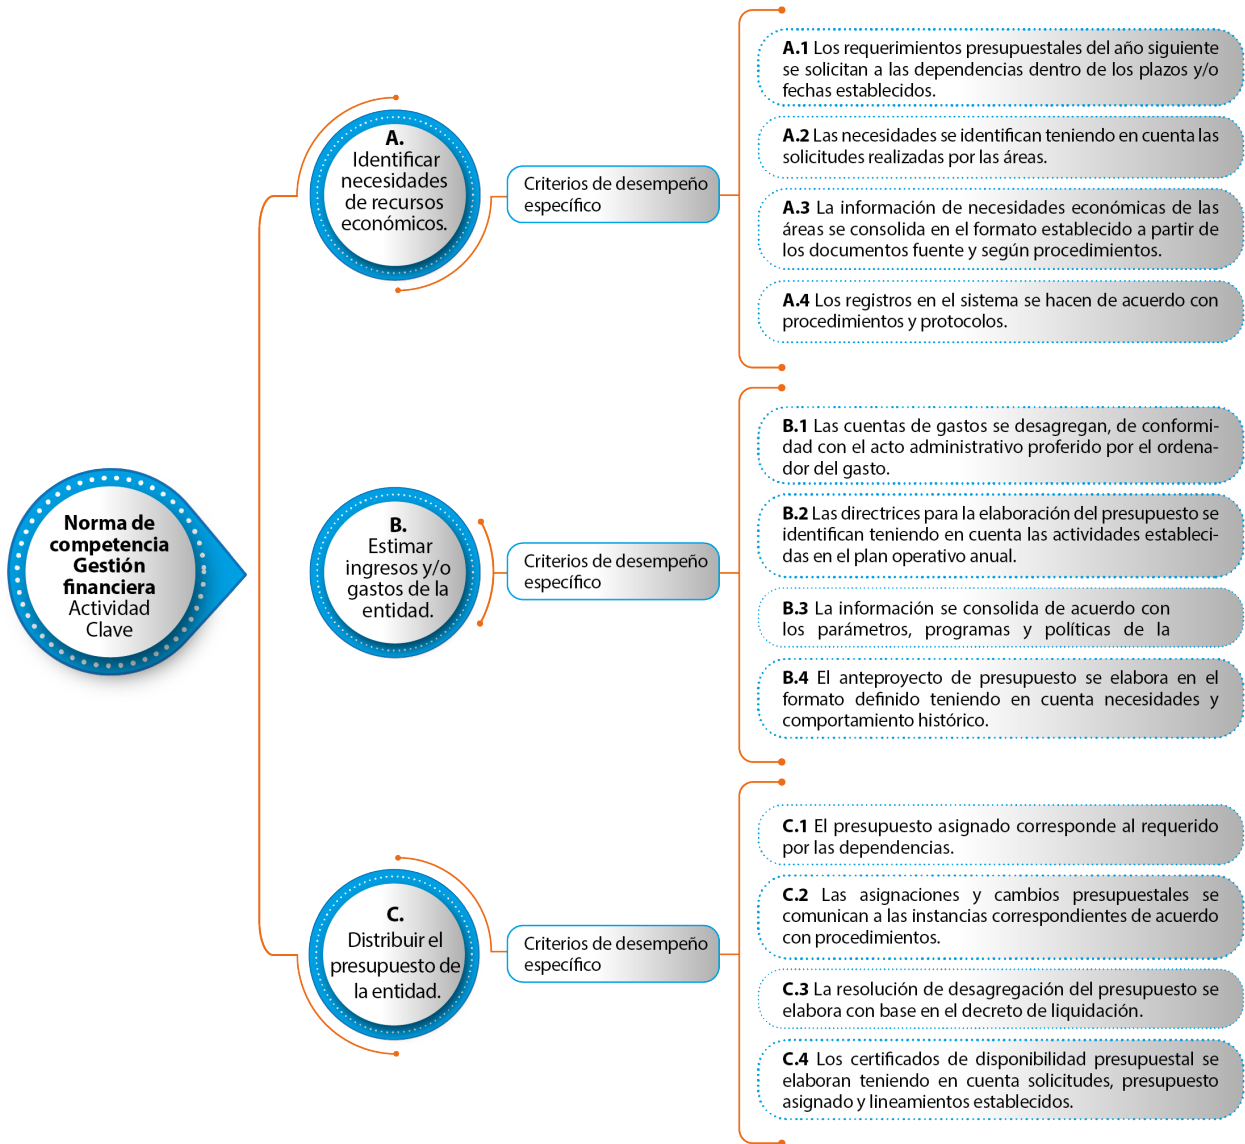 Norma de
competencia
Gestión
financiera
Actividad
Clave
A.
Identificar
necesidades
de recursos
económicos.
Criterios de desempeño
específico
A.1 Los requerimientos presupuestales del año siguiente
se solicitan a las dependencias dentro de los plazos y/o
fechas establecidos.
A.2 Las necesidades se identifican teniendo en cuenta las
solicitudes realizadas por las áreas.
A.3 La información de necesidades económicas de las
áreas se consolida en el formato establecido a partir de
los documentos fuente y según procedimientos.
A.4 Los registros en el sistema se hacen de acuerdo con
procedimientos y protocolos.
B.
Estimar
ingresos y/o
gastos de la
entidad.
Criterios de desempeño
específico
B.1 Las cuentas de gastos se desagregan, de conformi-
dad con el acto administrativo proferido por el ordena-
dor del gasto.
B.2 Las directrices para la elaboración del presupuesto se
identifican teniendo en cuenta las actividades estableci-
das en el plan operativo anual.
B.3 La información se consolida de acuerdo con
los parámetros, programas y políticas de la
B.4 El anteproyecto de presupuesto se elabora en el
formato definido teniendo en cuenta necesidades y
comportamiento histórico.
C.
Distribuir el
presupuesto de
la entidad.
Criterios de desempeño
específico
C.1 El presupuesto asignado corresponde al requerido
por las dependencias.
C.2 Las asignaciones y cambios presupuestales se
comunican a las instancias correspondientes de acuerdo
con procedimientos.
C.3 La resolución de desagregación del presupuesto se
elabora con base en el decreto de liquidación.
C.4 Los certificados de disponibilidad presupuestal se
elaboran teniendo en cuenta solicitudes, presupuesto
asignado y lineamientos establecidos.